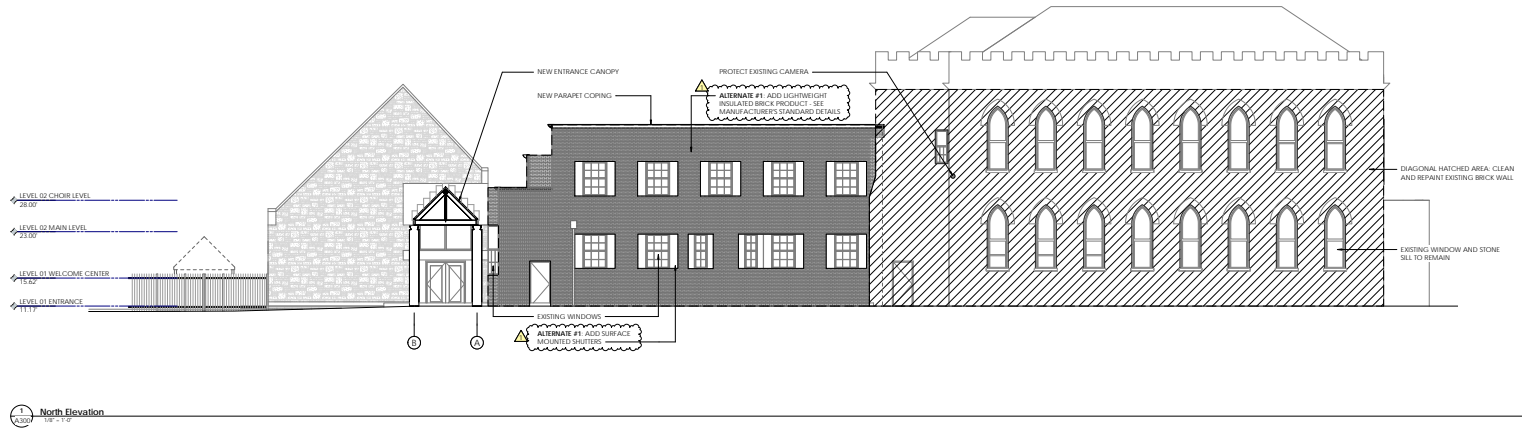 NEW ENTRANCE CANOPY
PROTECT EXISTING CAMERA
NEW PARAPET COPING
ALTERNATE #1: ADD LIGHTWEIGHT
INSULATED BRICK PRODUCT - SEE
MANUFACTURER'S STANDARD DETAILS
DIAGONAL HATCHED AREA: CLEAN
AND REPAINT EXISTING BRICK WALL
LEVEL 02 CHOIR LEVEL
28.00'
LEVEL 02 MAIN LEVEL
23.00'
EXISTING WINDOW AND STONE
SILL TO REMAIN
LEVEL 01 WELCOME CENTER
15.62'
LEVEL 01 ENTRANCE
11.17'
EXISTING WINDOWS
ALTERNATE #1: ADD SURFACE
MOUNTED SHUTTERS
B
A
1
A300
North Elevation
1/8" = 1'-0"